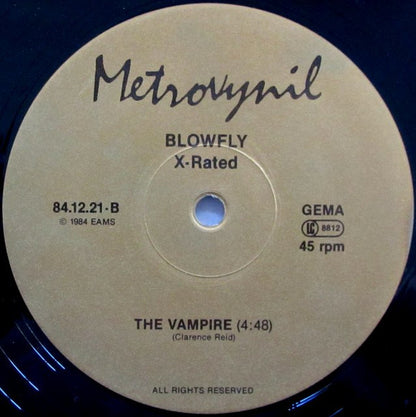 Metrovynil
BLOWFLY
X-Rated
84.12.21-B
© 1984 EAMS
GEMA
LC 8812
45 rpm
THE VAMPIRE (4:48)
(Clarence Reid)
ALL RIGHTS RESERVED